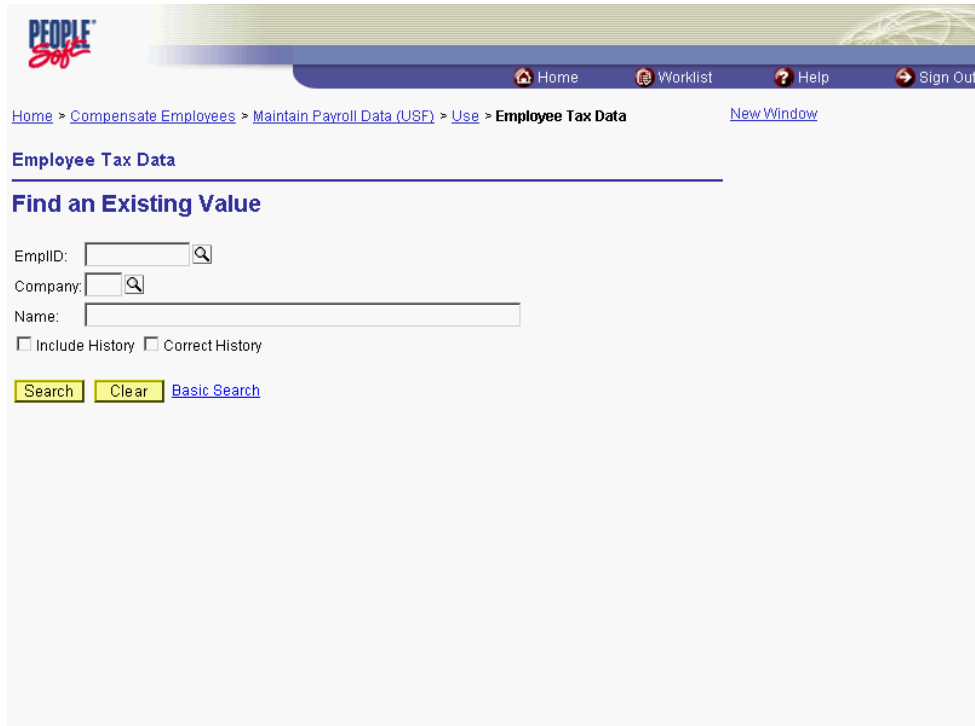 PEOPLE
Soft
Home Worklist Help Sign Out
Home > Compensate Employees > Maintain Payroll Data (USF) > Use > Employee Tax Data New Window
Employee Tax Data
Find an Existing Value
EmplID:
Company:
Name:
Include History Correct History
Search Clear Basic Search